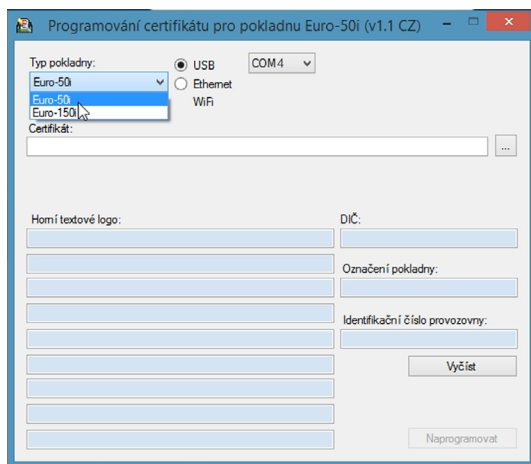 Programování certifikátu pro pokladnu Euro-50i (v1.1 CZ)
Typ pokladny:
Euro-50i
Euro-50i
Euro-150i
USB
COM4
Ethernet
WiFi
Certifikát:
...
Horní textové logo:
DIČ:
Označení pokladny:
Identifikační číslo provozovny:
Vyčíst
Naprogramovat